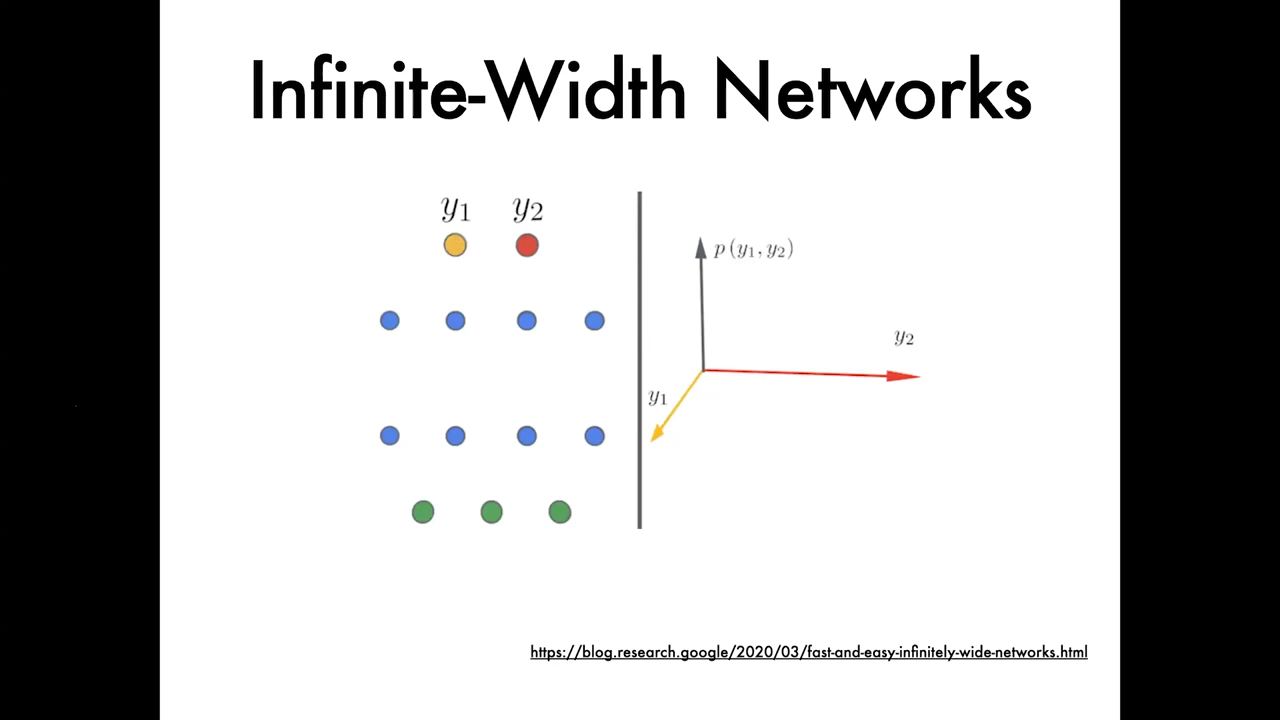 Infinite-Width Networks
y₁ y₂
p (y₁, y₂)
y₂
y₁
https://blog.research.google/2020/03/fast-and-easy-infinitely-wide-networks.html